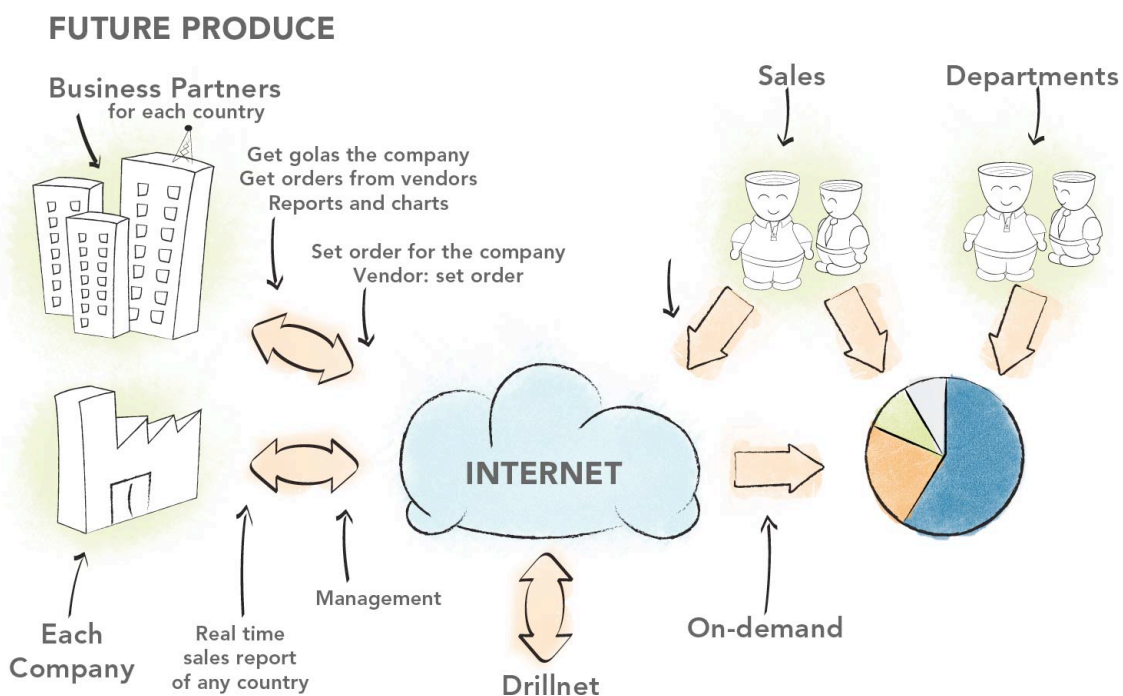 FUTURE PRODUCE
Business Partners
for each country
Get golas the company
Get orders from vendors
Reports and charts
Set order for the company
Vendor: set order
Sales
Departments
INTERNET
Each
Company
Real time
sales report
of any country
Management
Drillnet
On-demand